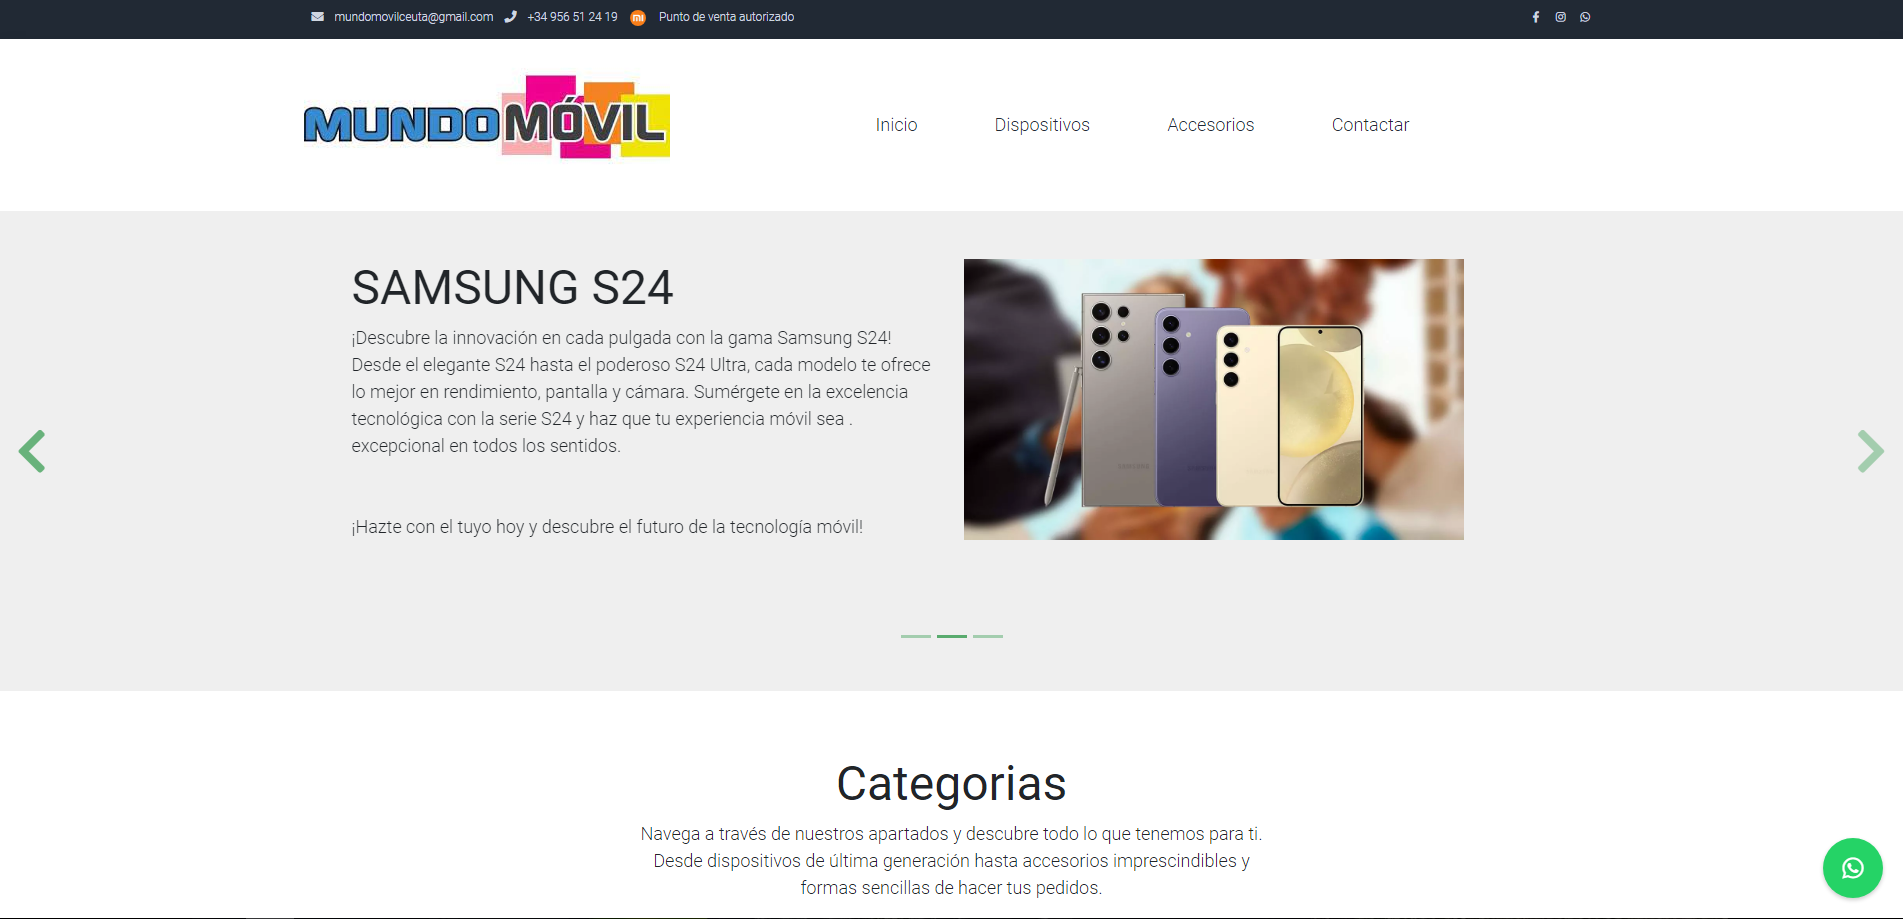 mundomovilceuta@gmail.com +34 956 51 24 19 mi Punto de venta autorizado
MUNDOMÓVIL
Inicio Dispositivos Accesorios Contactar
SAMSUNG S24
¡Descubre la innovación en cada pulgada con la gama Samsung S24!
Desde el elegante S24 hasta el poderoso S24 Ultra, cada modelo te ofrece
lo mejor en rendimiento, pantalla y cámara. Sumérgete en la excelencia
tecnológica con la serie S24 y haz que tu experiencia móvil sea .
excepcional en todos los sentidos.
¡Hazte con el tuyo hoy y descubre el futuro de la tecnología móvil!
SAMSUNG
Categorias
Navega a través de nuestros apartados y descubre todo lo que tenemos para ti.
Desde dispositivos de última generación hasta accesorios imprescindibles y
formas sencillas de hacer tus pedidos.